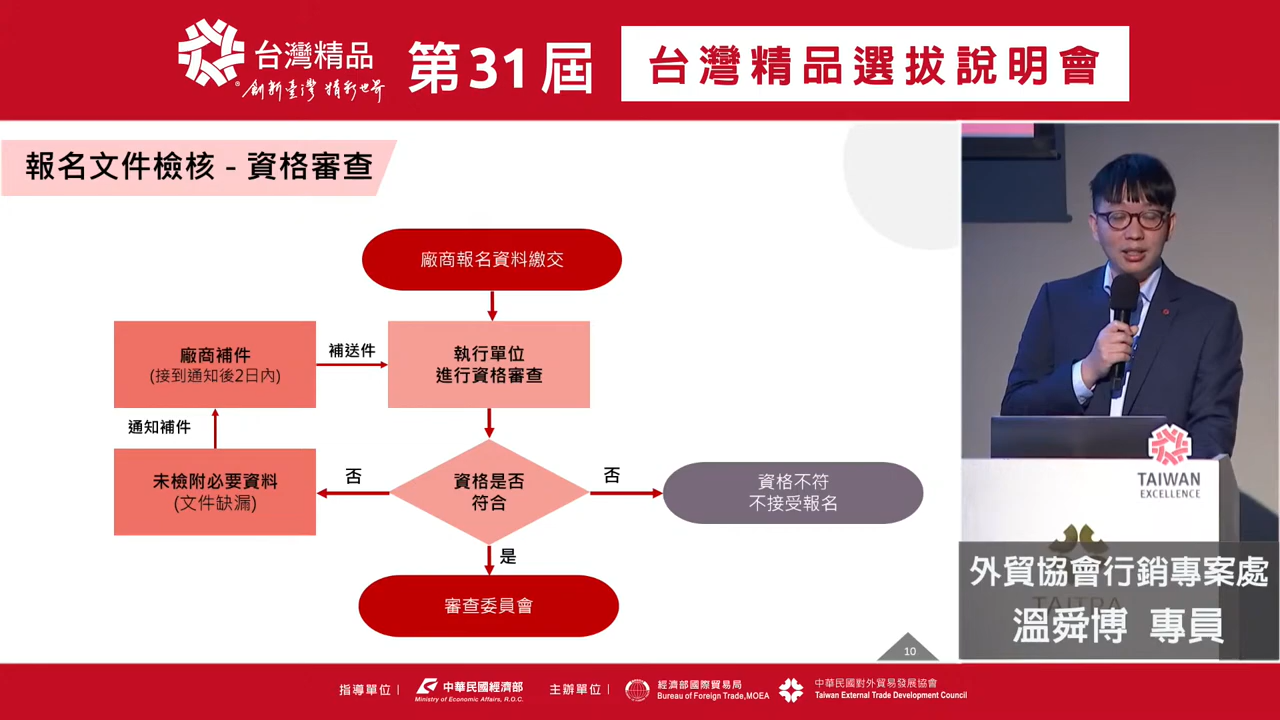 台灣精品
創新臺灣 精彩世界
第31屆
台灣精品選拔說明會
報名文件檢核 - 資格審查
廠商報名資料繳交
廠商補件
(接到通知後2日內)
補送件
執行單位
進行資格審查
通知補件
未檢附必要資料
(文件缺漏)
否
資格是否
符合
否
資格不符
不接受報名
是
審查委員會
10
TAIWAN
EXCELLENCE
TAITRA
外貿協會行銷專案處
溫舜博 專員
指導單位
中華民國經濟部
Ministry of Economic Affairs, R.O.C.
主辦單位
經濟部國際貿易局
Bureau of Foreign Trade,MOEA
中華民國對外貿易發展協會
Taiwan External Trade Development Council